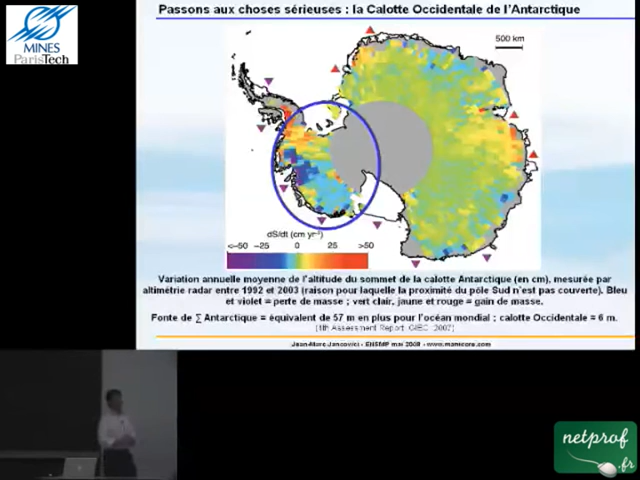 MINES
ParisTech
Passons aux choses sérieuses : la Calotte Occidentale de l'Antarctique
500 km
dS/dt (cm yr⁻¹)
<–50 –25 0 25 >50
Variation annuelle moyenne de l'altitude du sommet de la calotte Antarctique (en cm), mesurée par
altimétrie radar entre 1992 et 2003 (raison pour laquelle la proximité du pôle Sud n'est pas couverte). Bleu
et violet = perte de masse ; vert clair, jaune et rouge = gain de masse.
Fonte de ∑ Antarctique = équivalent de 57 m en plus pour l'océan mondial ; calotte Occidentale = 6 m.
Assessment Report, GIEC, 2007)
Jean-Marc Jancovici - ENSMP mai 2008 - www.manicore.com
netprof
.fr